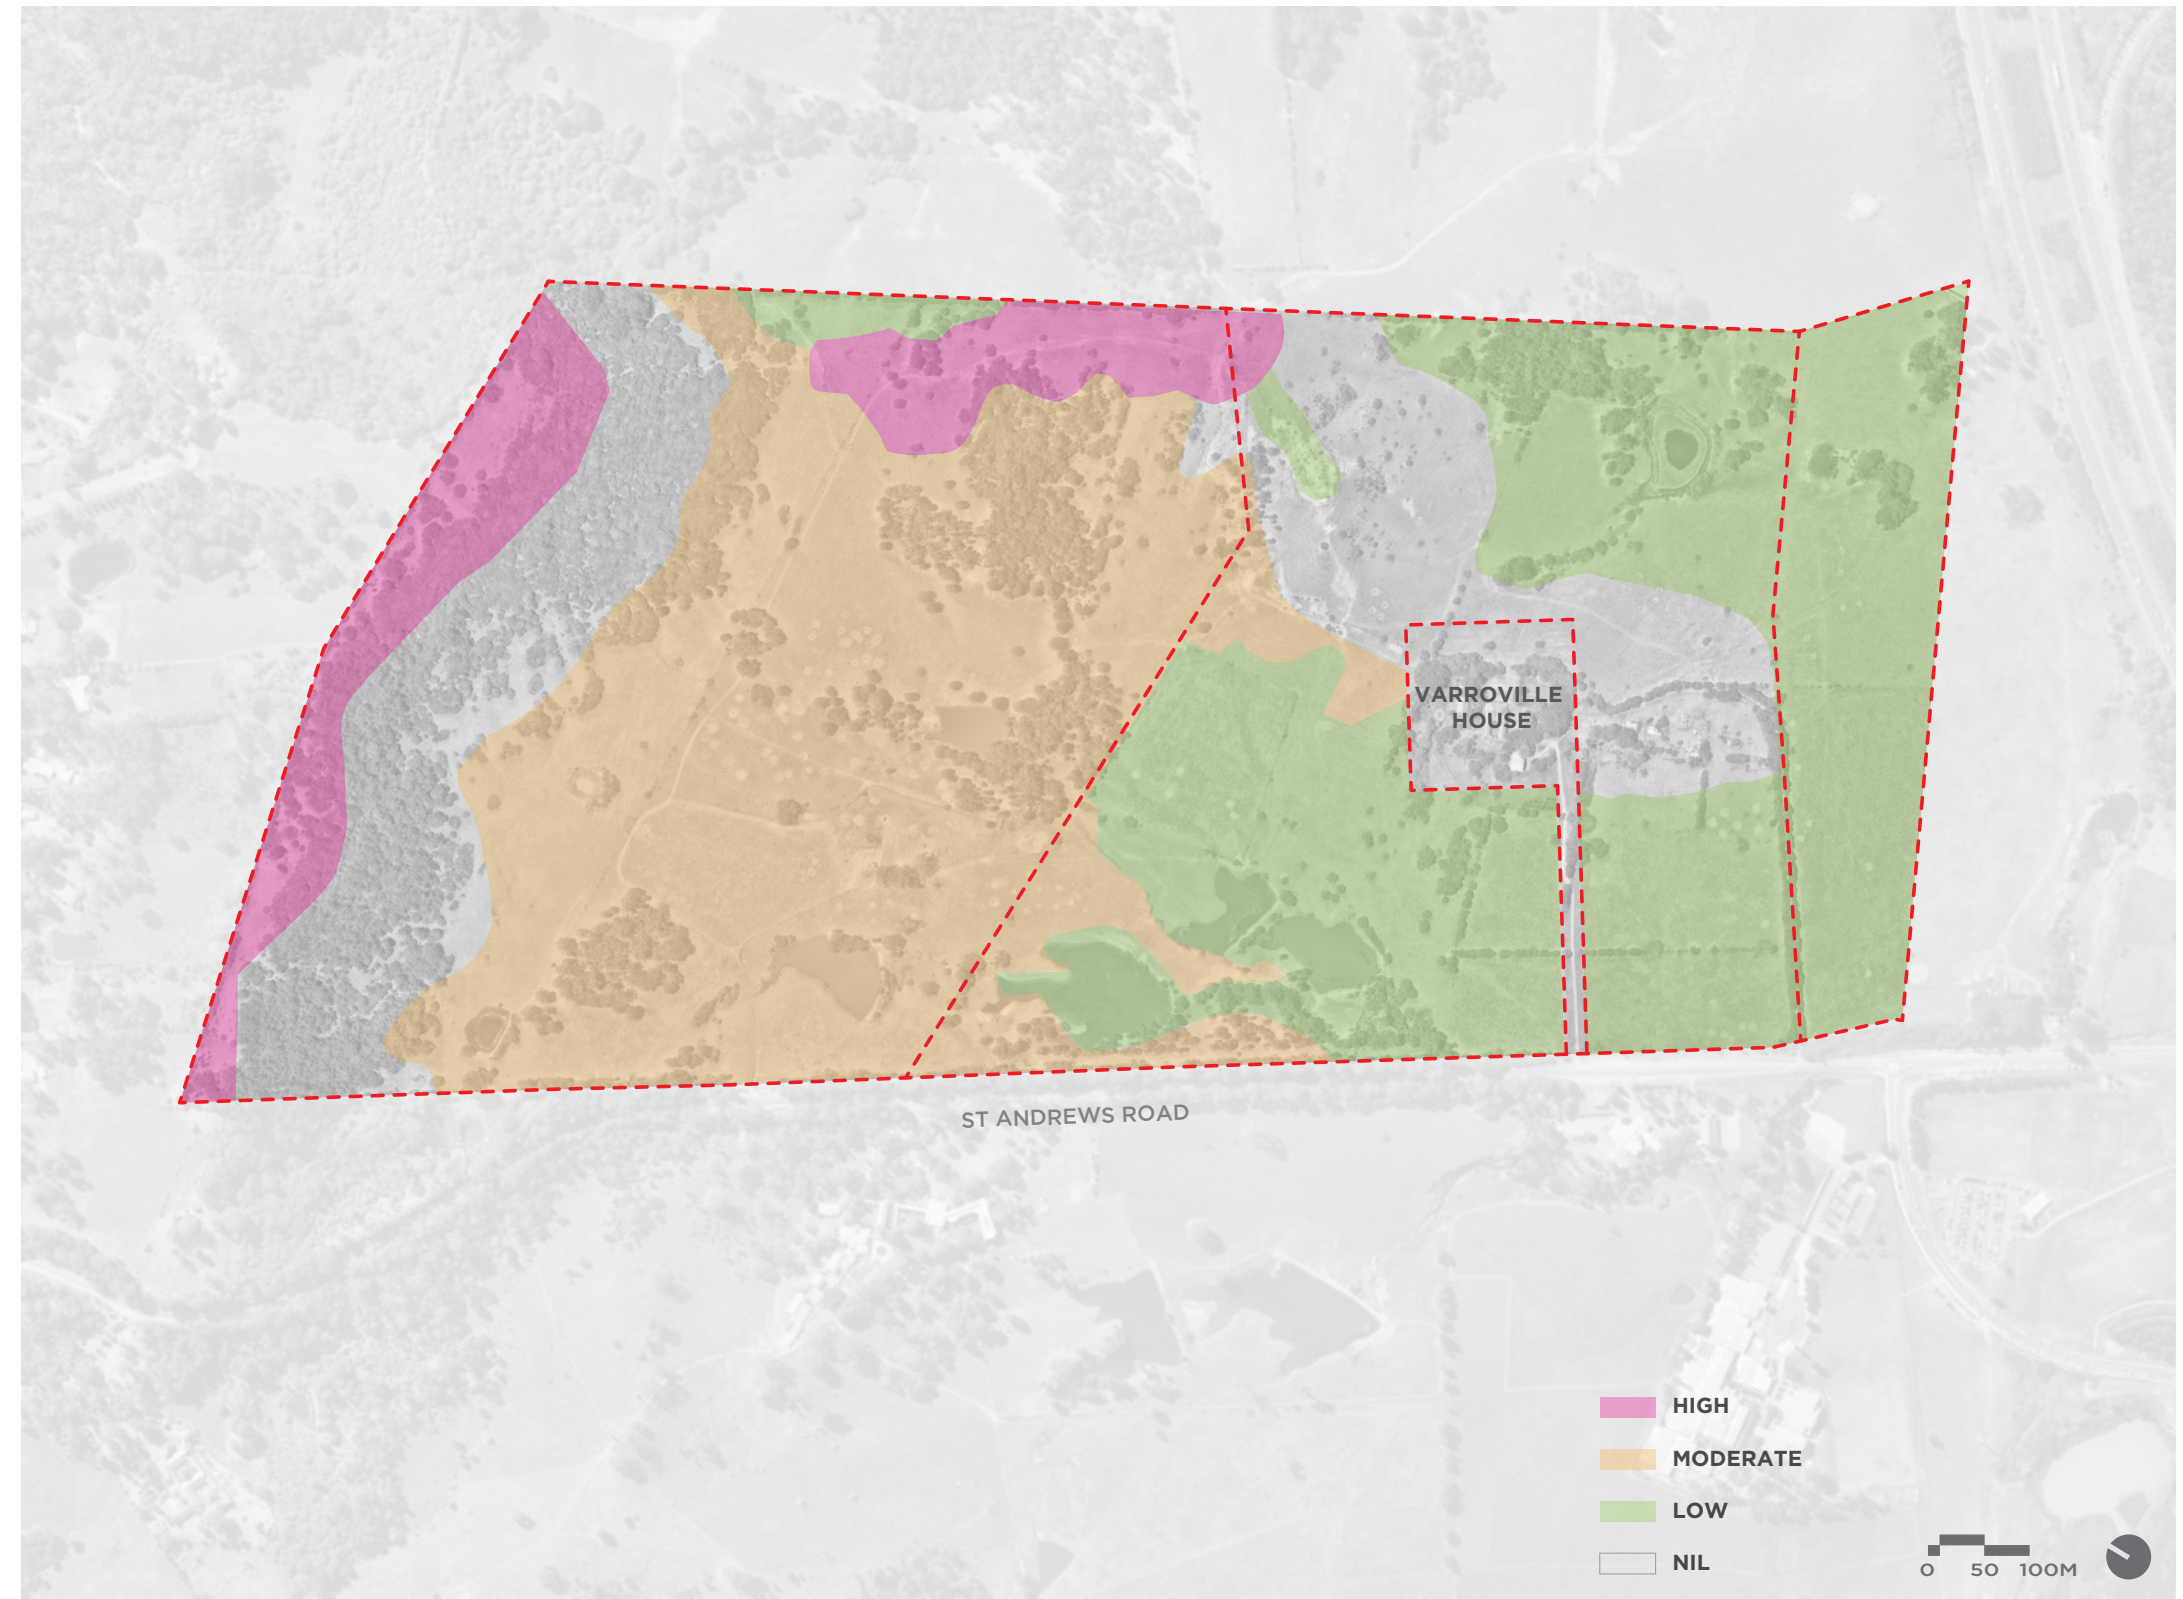 VARROVILLE
HOUSE
ST ANDREWS ROAD
HIGH
MODERATE
LOW
NIL
0 50 100M